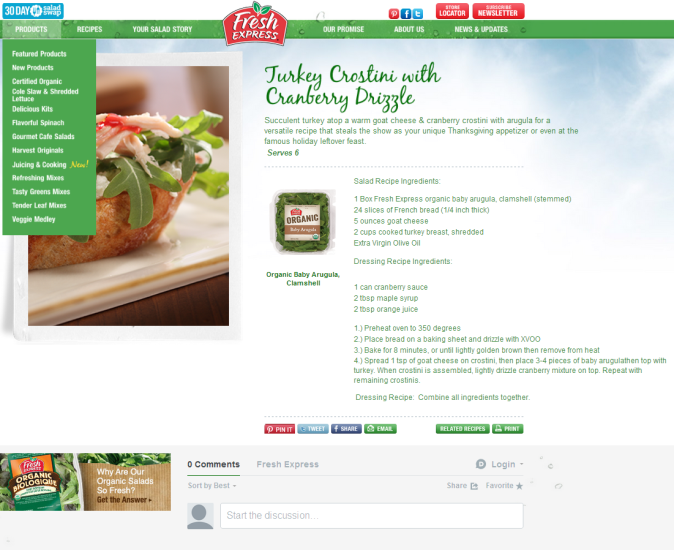 30 DAY salad swap
STORE LOCATOR
SUBSCRIBE NEWSLETTER
PRODUCTS
RECIPES
YOUR SALAD STORY
Fresh EXPRESS
OUR PROMISE
ABOUT US
NEWS & UPDATES
Featured Products
New Products
Certified Organic
Cole Slaw & Shredded
Lettuce
Delicious Kits
Flavorful Spinach
Gourmet Cafe Salads
Harvest Originals
Juicing & Cooking New!
Refreshing Mixes
Tasty Greens Mixes
Tender Leaf Mixes
Veggie Medley
Turkey Crostini with
Cranberry Drizzle
Succulent turkey atop a warm goat cheese & cranberry crostini with arugula for a
versatile recipe that steals the show as your unique Thanksgiving appetizer or even at the
famous holiday leftover feast.
Serves 6
ORGANIC
Baby Arugula
Organic Baby Arugula,
Clamshell
Salad Recipe Ingredients:
1 Box Fresh Express organic baby arugula, clamshell (stemmed)
24 slices of French bread (1/4 inch thick)
5 ounces goat cheese
2 cups cooked turkey breast, shredded
Extra Virgin Olive Oil
Dressing Recipe Ingredients:
1 can cranberry sauce
2 tbsp maple syrup
2 tbsp orange juice
1.) Preheat oven to 350 degrees
2.) Place bread on a baking sheet and drizzle with XVOO
3.) Bake for 8 minutes, or until lightly golden brown then remove from heat
4.) Spread 1 tsp of goat cheese on crostini, then place 3-4 pieces of baby arugulathen top with
turkey. When crostini is assembled, lightly drizzle cranberry mixture on top. Repeat with
remaining crostinis.
Dressing Recipe: Combine all ingredients together.
PIN IT
TWEET
SHARE
EMAIL
RELATED RECIPES
PRINT
Fresh EXPRESS
ORGANIC
BIOLOGIQUE
Why Are Our
Organic Salads
So Fresh?
Get the Answer
0 Comments
Fresh Express
Login
Sort by Best
Share
Favorite
Start the discussion…